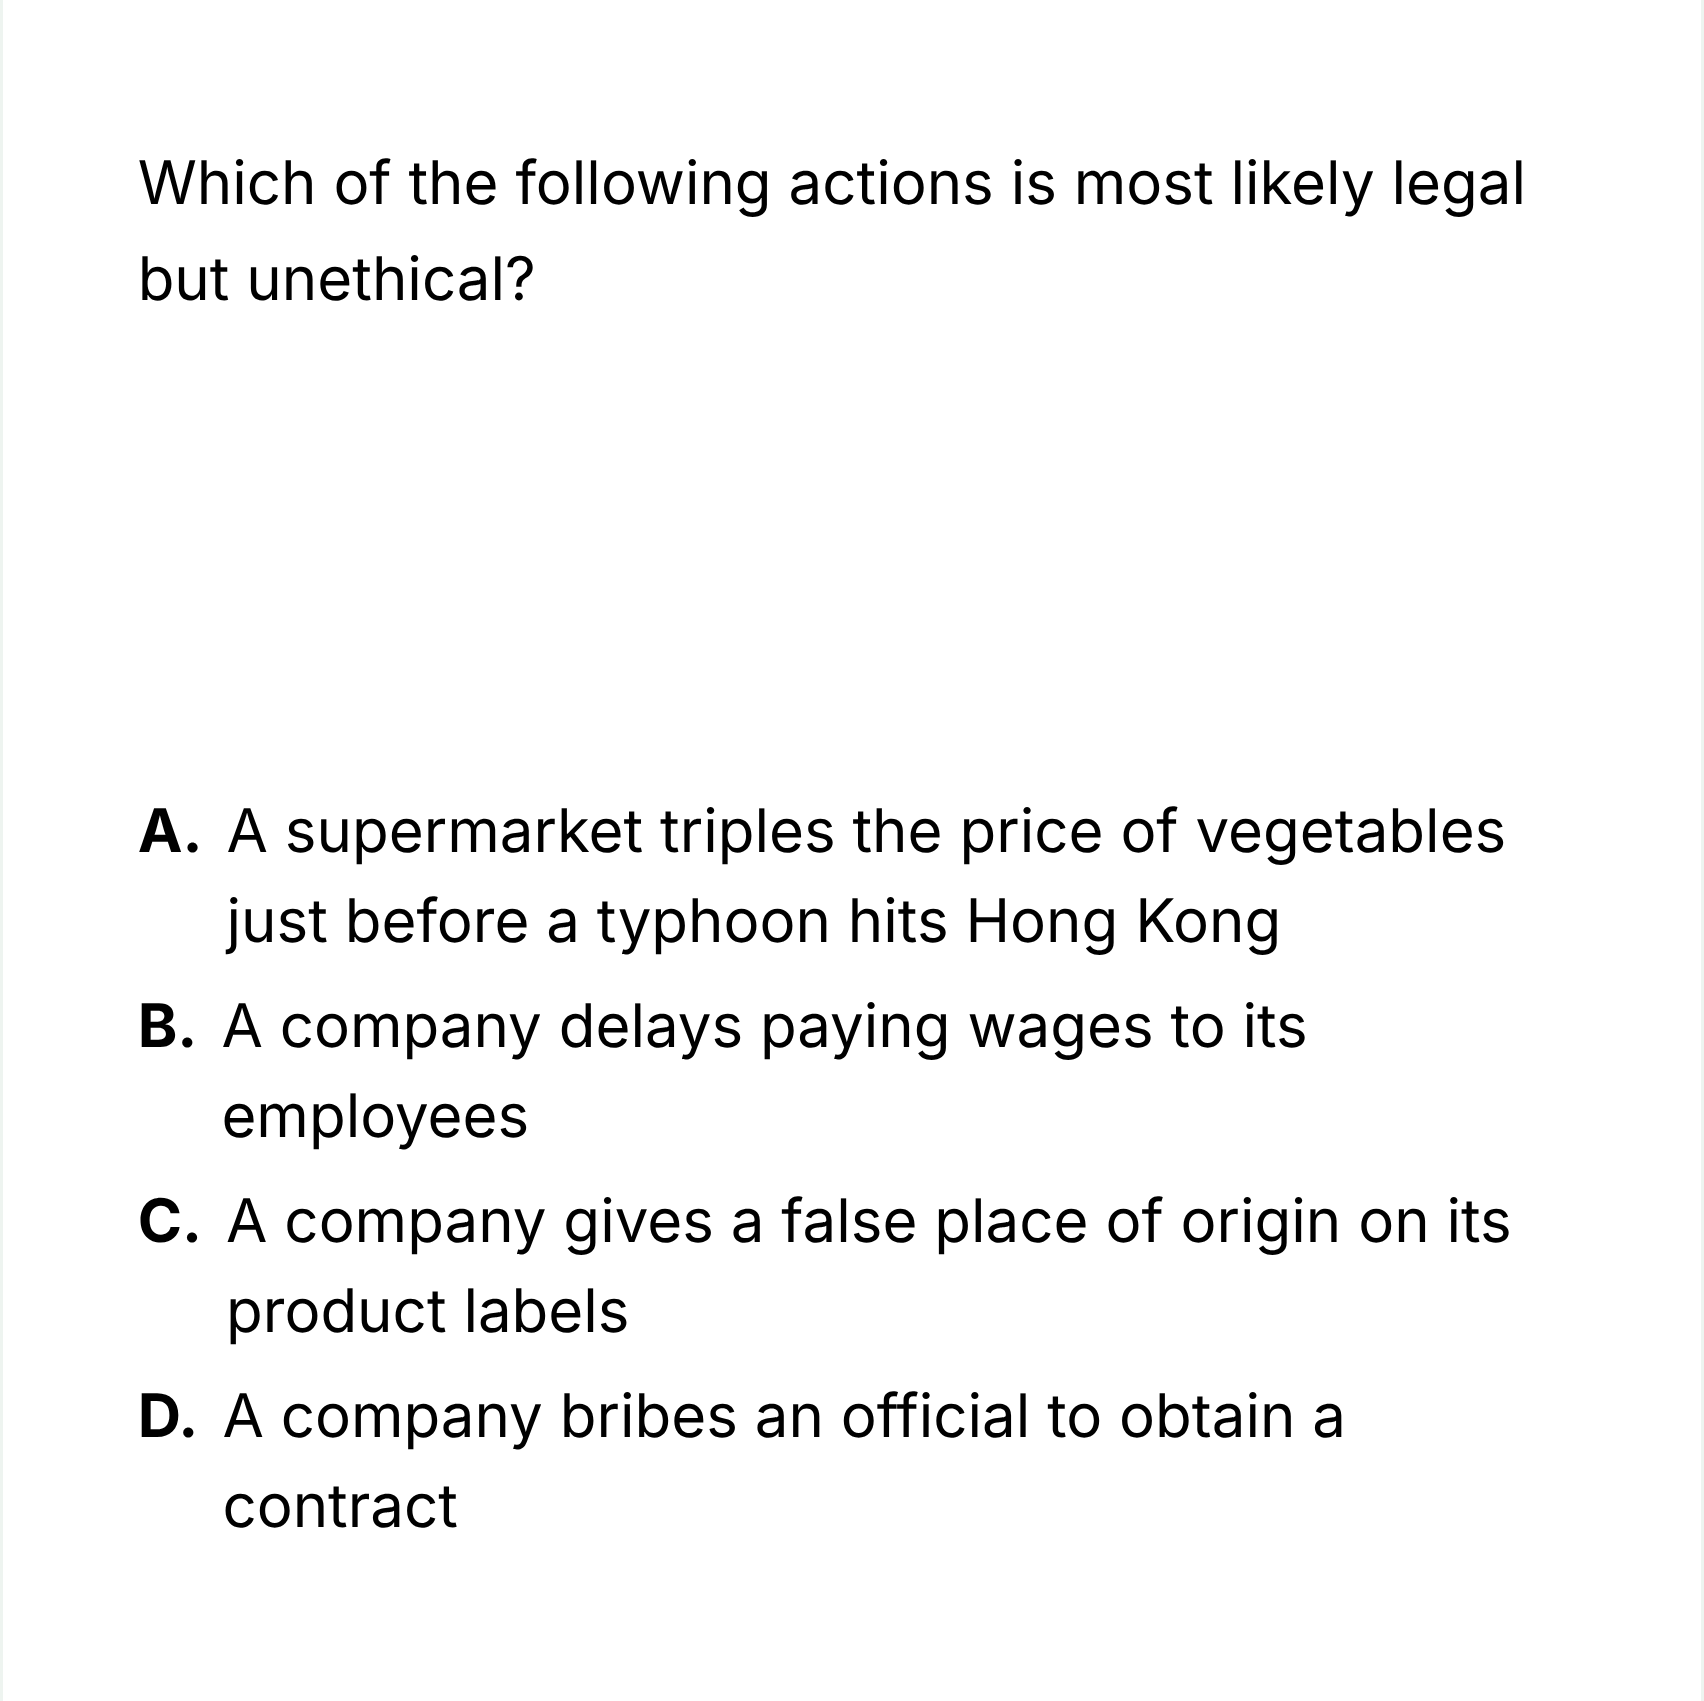 Which of the following actions is most likely legal
but unethical?
A. A supermarket triples the price of vegetables
just before a typhoon hits Hong Kong
B. A company delays paying wages to its
employees
C. A company gives a false place of origin on its
product labels
D. A company bribes an official to obtain a
contract